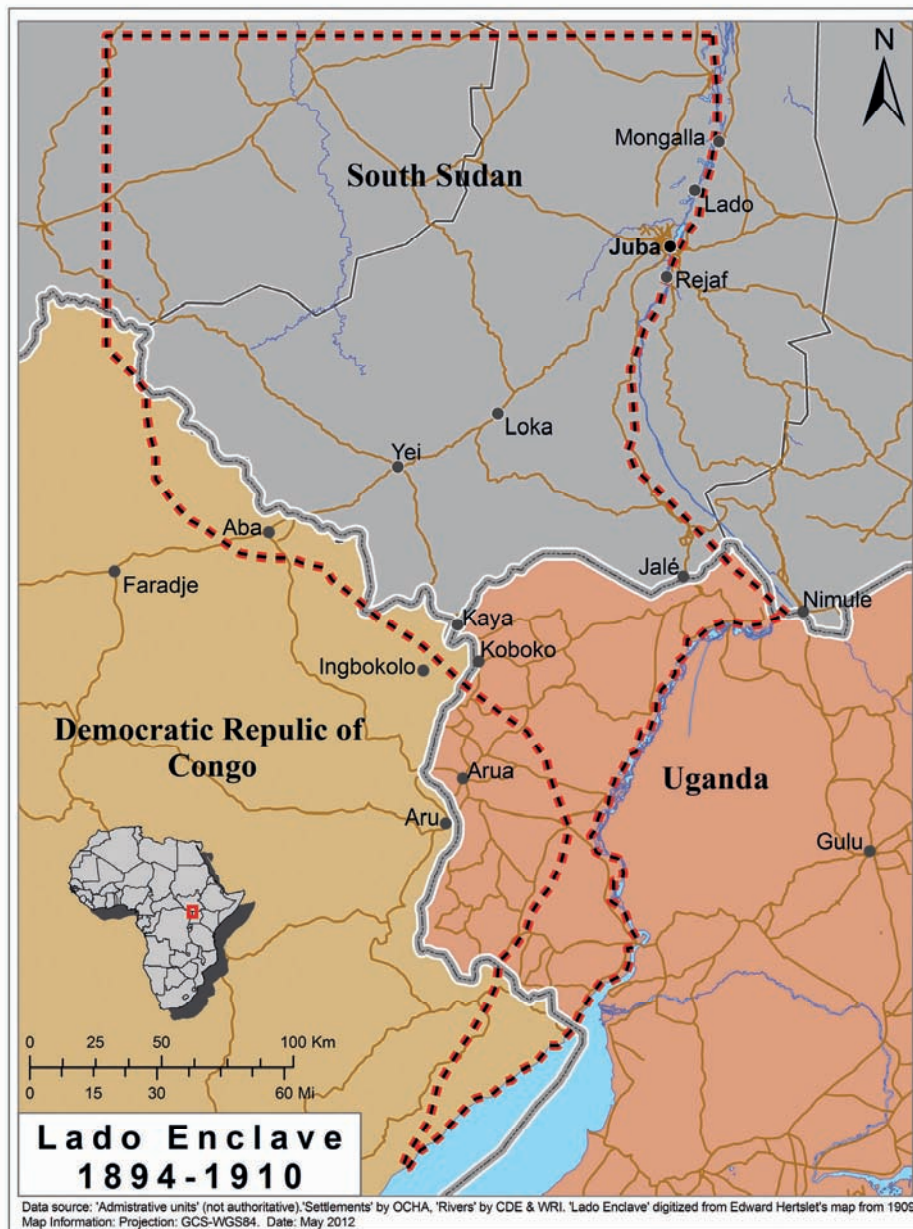 N
Mongalla
South Sudan
Lado
Juba
Rejaf
Loka
Yei
Aba
Jalé
Faradje
Nimule
Kaya
Koboko
Ingbokolo
Democratic Repulic of
Congo
Arua
Uganda
Aru
Gulu
0 25 50 100 Km
0 15 30 60 Mi
Lado Enclave
1894-1910
Data source: 'Admistrative units' (not authoritative).'Settlements' by OCHA, 'Rivers' by CDE & WRI. 'Lado Enclave' digitized from Edward Hertslet's map from 1909
Map Information: Projection: GCS-WGS84. Date: May 2012